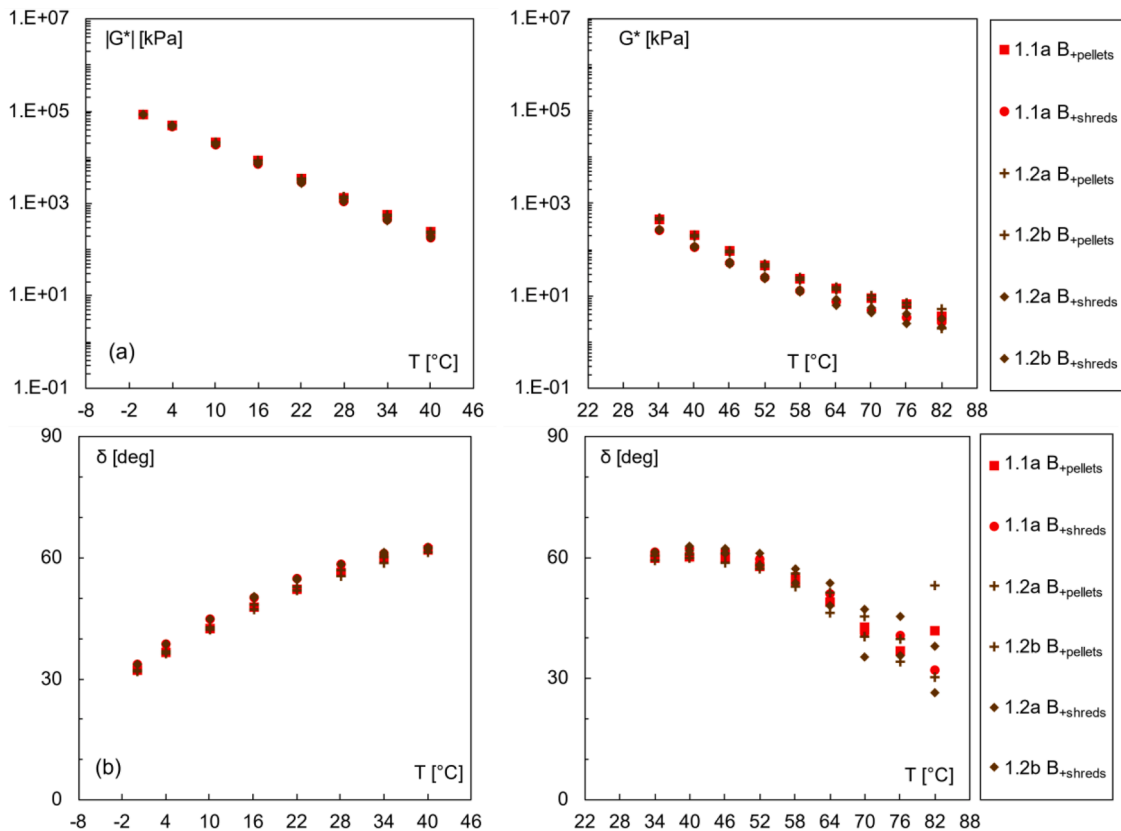 1.E+07
1.E+05
1.E+03
1.E+01
1.E-01
|G*| [kPa]
(a)
T [°C]
-8 -2 4 10 16 22 28 34 40 46
1.E+07
1.E+05
1.E+03
1.E+01
1.E-01
G* [kPa]
T [°C]
22 28 34 40 46 52 58 64 70 76 82 88
1.1a B+pellets
1.1a B+shreds
1.2a B+pellets
1.2b B+pellets
1.2a B+shreds
1.2b B+shreds
90
60
30
0
δ [deg]
(b)
T [°C]
-8 -2 4 10 16 22 28 34 40 46
90
60
30
0
δ [deg]
T [°C]
22 28 34 40 46 52 58 64 70 76 82 88
1.1a B+pellets
1.1a B+shreds
1.2a B+pellets
1.2b B+pellets
1.2a B+shreds
1.2b B+shreds